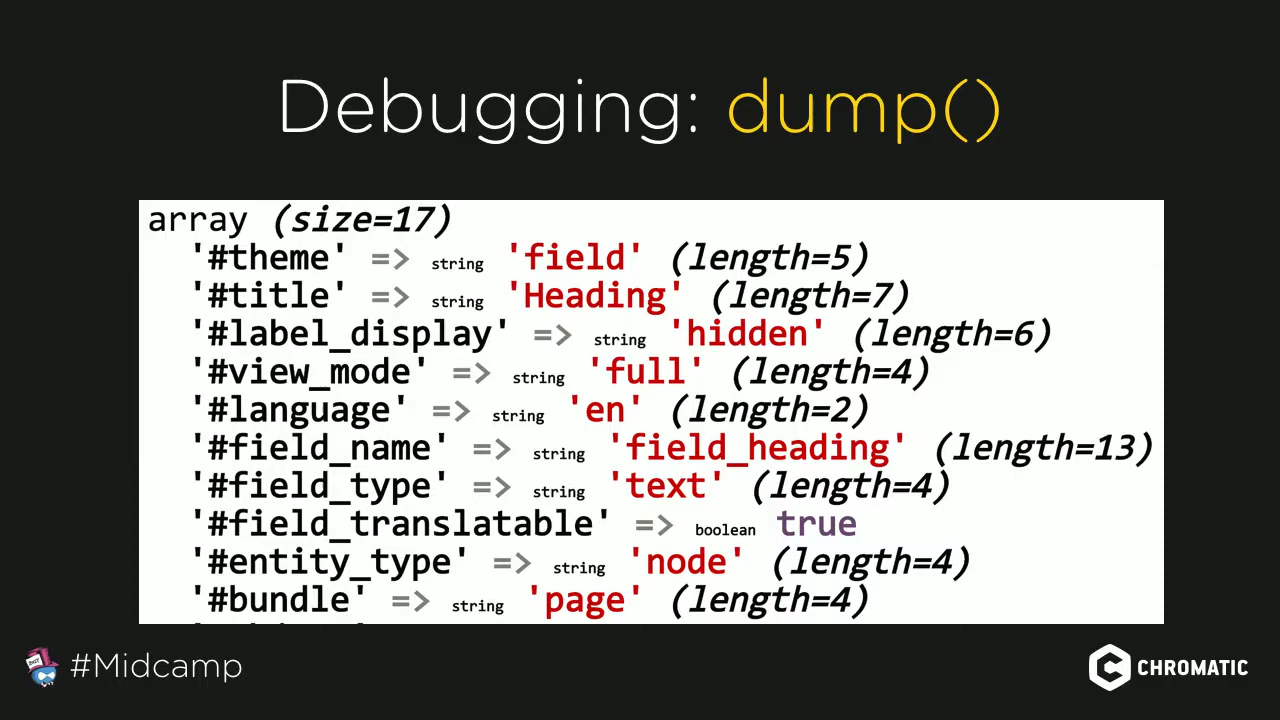 Debugging: dump()
array (size=17)
'#theme' => string 'field' (length=5)
'#title' => string 'Heading' (length=7)
'#label_display' => string 'hidden' (length=6)
'#view_mode' => string 'full' (length=4)
'#language' => string 'en' (length=2)
'#field_name' => string 'field_heading' (length=13)
'#field_type' => string 'text' (length=4)
'#field_translatable' => boolean true
'#entity_type' => string 'node' (length=4)
'#bundle' => string 'page' (length=4)
#Midcamp
CHROMATIC